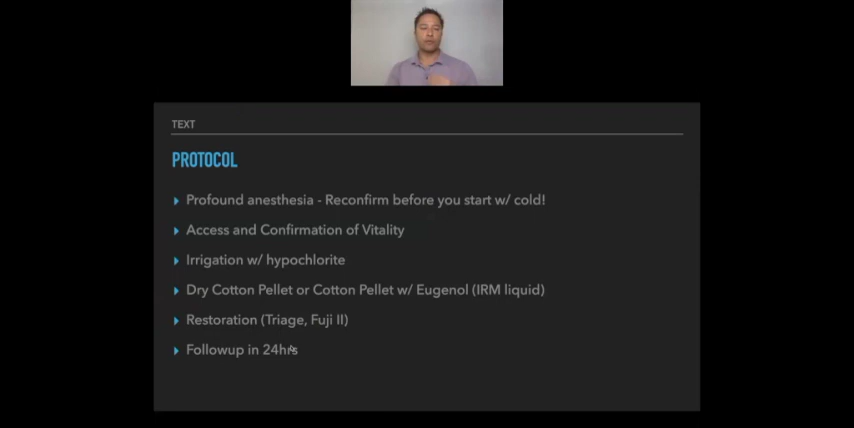 TEXT
PROTOCOL
Profound anesthesia - Reconfirm before you start w/ cold!
Access and Confirmation of Vitality
Irrigation w/ hypochlorite
Dry Cotton Pellet or Cotton Pellet w/ Eugenol (IRM liquid)
Restoration (Triage, Fuji II)
Followup in 24hrs